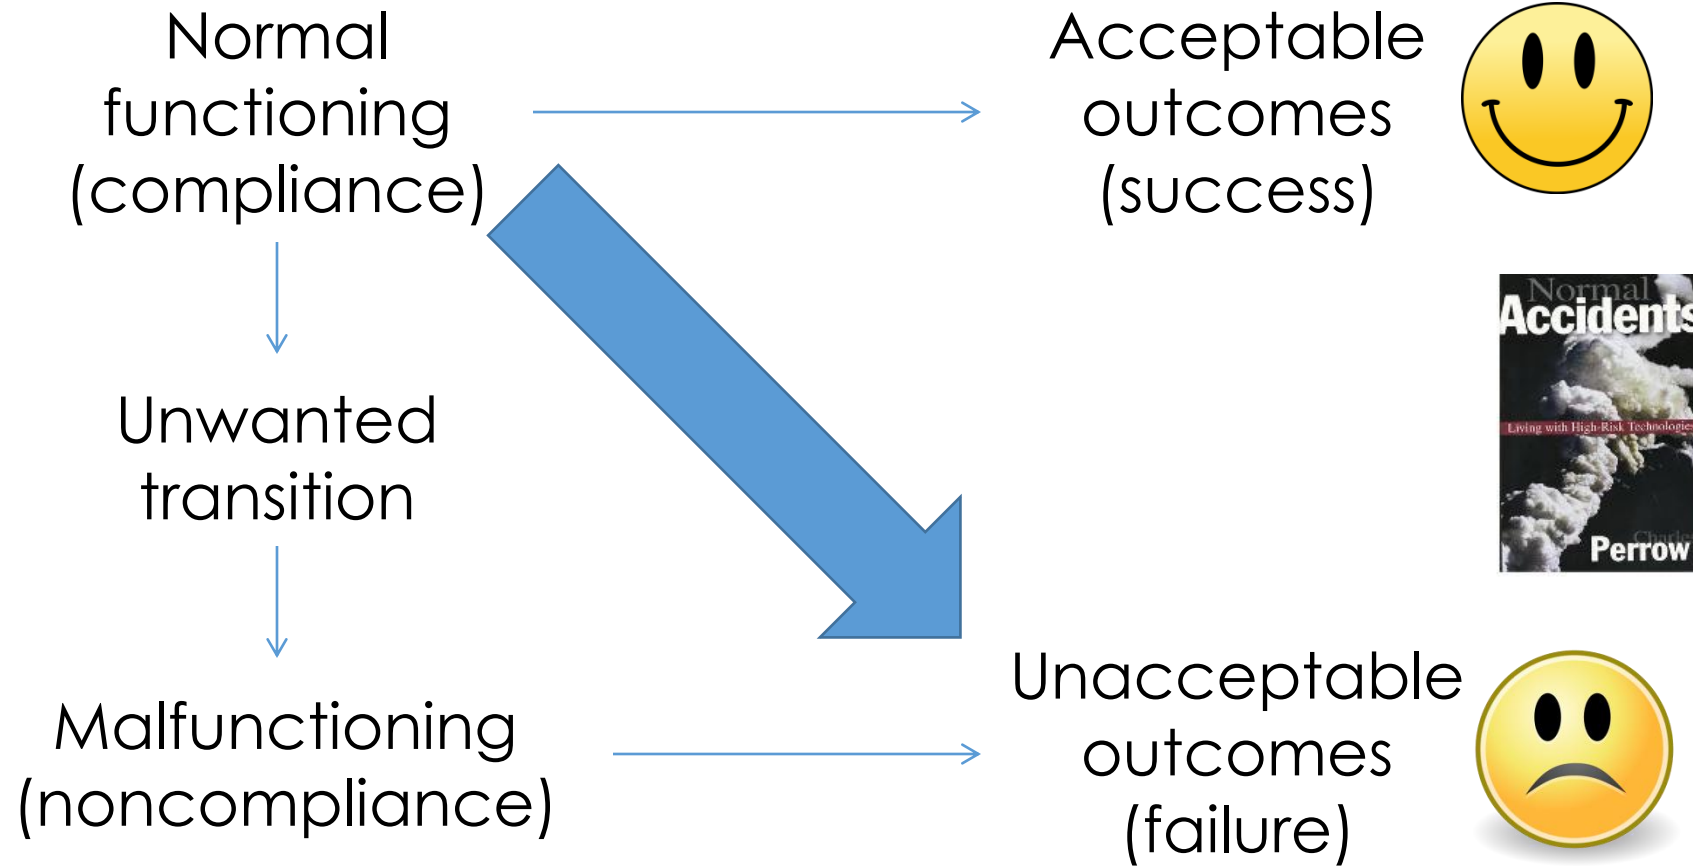 Normal
functioning
(compliance)
Acceptable
outcomes
(success)
Unwanted
transition
Normal
Accidents
Living with High-Risk Technologies
Charles
Perrow
Malfunctioning
(noncompliance)
Unacceptable
outcomes
(failure)